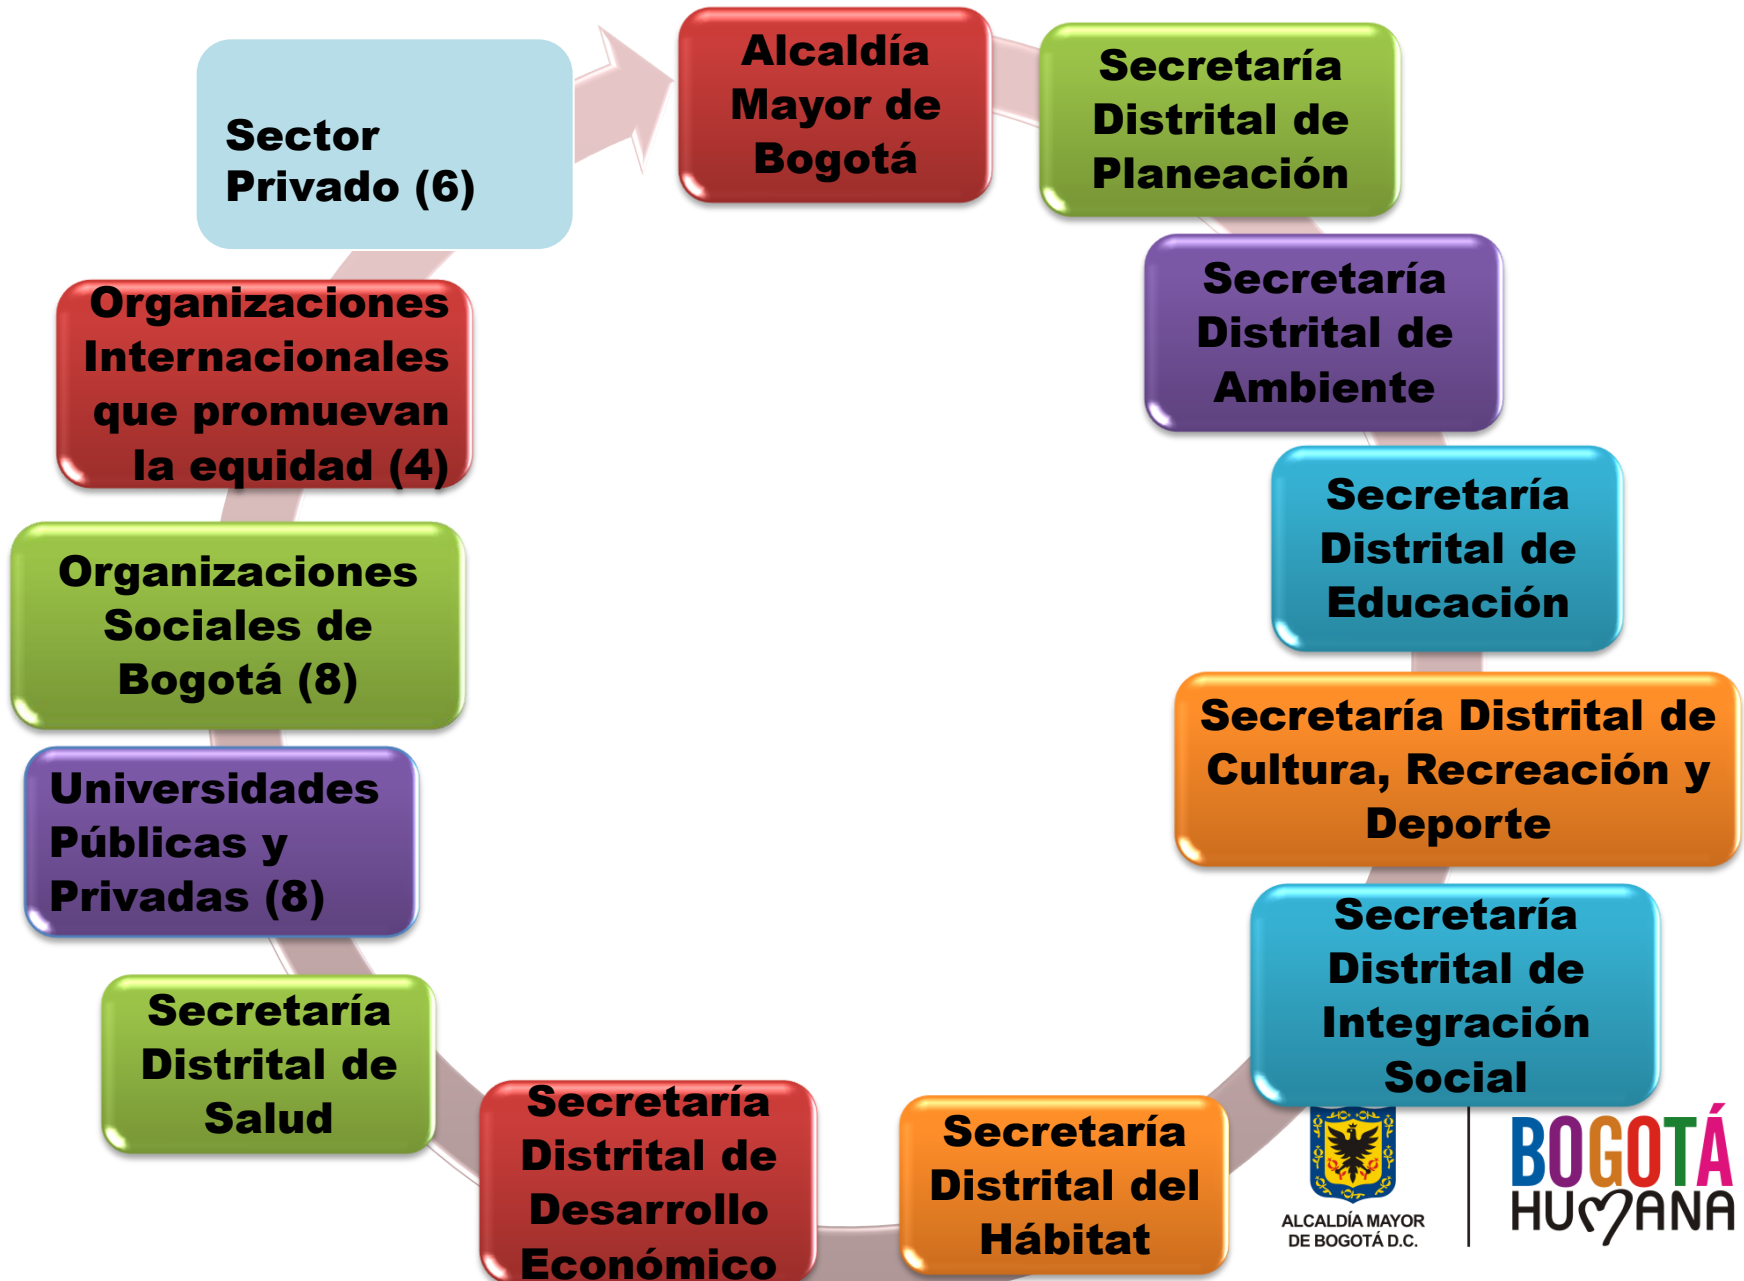 Sector
Privado (6)
Alcaldía
Mayor de
Bogotá
Secretaría
Distrital de
Planeación
Secretaría
Distrital de
Ambiente
Secretaría
Distrital de
Educación
Secretaría Distrital de
Cultura, Recreación y
Deporte
Secretaría
Distrital de
Integración
Social
Secretaría
Distrital del
Hábitat
Secretaría
Distrital de
Desarrollo
Económico
Secretaría
Distrital de
Salud
Universidades
Públicas y
Privadas (8)
Organizaciones
Sociales de
Bogotá (8)
Organizaciones
Internacionales
que promuevan
la equidad (4)
ALCALDÍA MAYOR
DE BOGOTÁ D.C.
BOGOTÁ
HUMANA